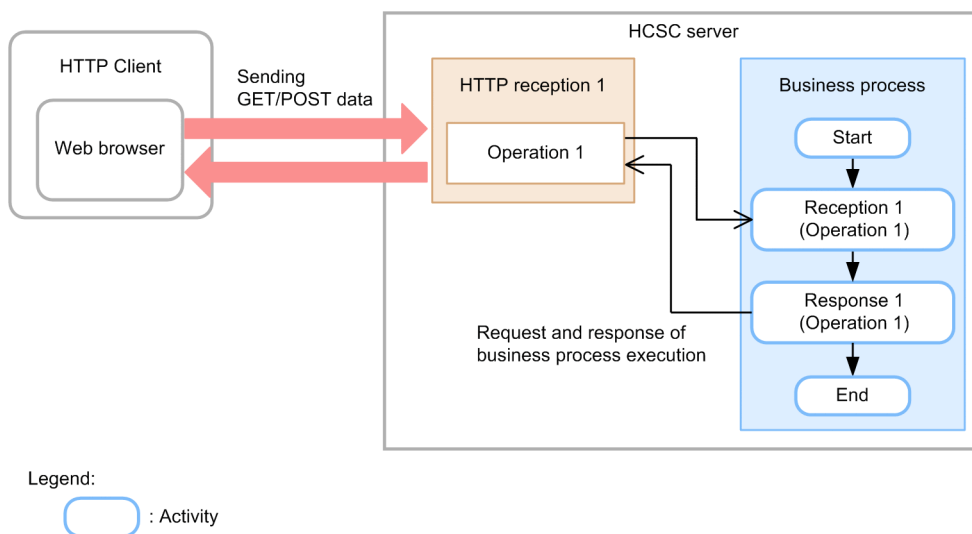 HCSC server
HTTP Client
Web browser
Sending
GET/POST data
HTTP reception 1
Operation 1
Business process
Start
Reception 1
(Operation 1)
Response 1
(Operation 1)
End
Request and response of
business process execution
Legend:
: Activity